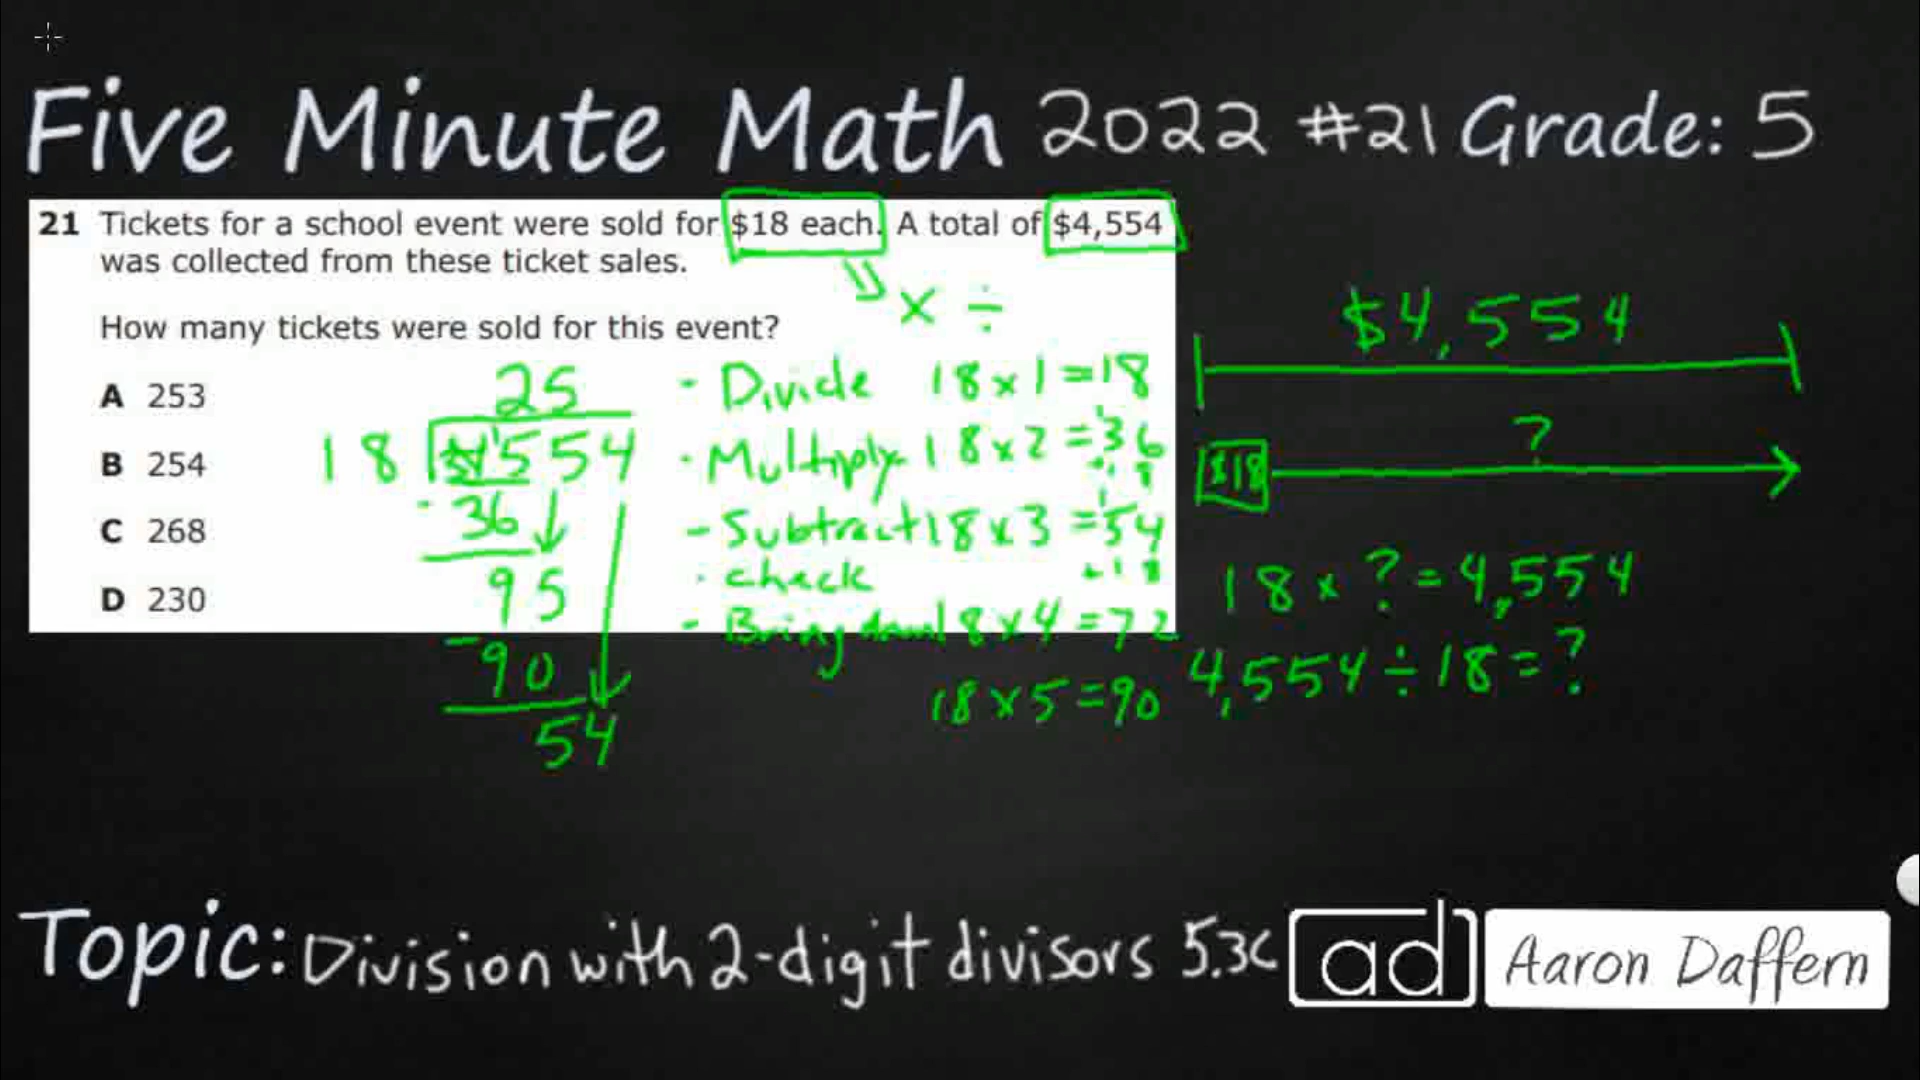 Five Minute Math 2022 #21 Grade: 5
21 Tickets for a school event were sold for $18 each. A total of $4,554
was collected from these ticket sales.
How many tickets were sold for this event?
A 253
B 254
C 268
D 230
x ÷
25
18 4554
- 36
95
- 90
54
- Divide
- Multiply
- Subtract
- check
- Bring down
18 x 1 = 18
18 x 2 = 36
+ 18
18 x 3 = 54
+ 18
18 x 4 = 72
18 x 5 = 90
$4,554
?
$18
18 x ? = 4,554
4,554 ÷ 18 = ?
Topic: Division with 2-digit divisors 5.3C
ad Aaron Daffern